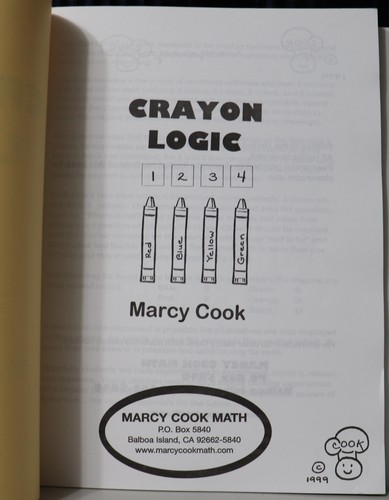 CRAYON
LOGIC
1 2 3 4
Red Blue Yellow Green
Marcy Cook
MARCY COOK MATH
P.O. Box 5840
Balboa Island, CA 92662-5840
www.marcycookmath.com
COOK
©
1999